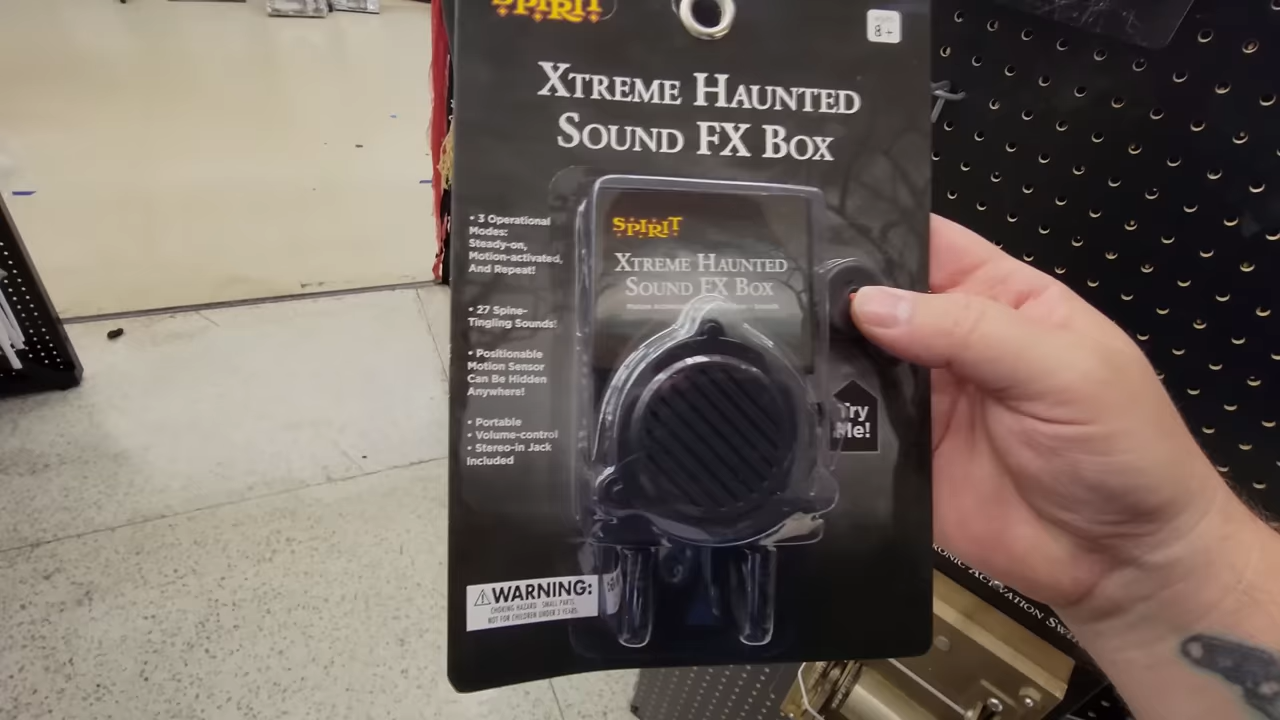 SPIRIT
AGES
8+
XTREME HAUNTED
SOUND FX BOX
• 3 Operational
Modes:
Steady-on,
Motion-activated,
And Repeat!
• 27 Spine-
Tingling Sounds!
• Positionable
Motion Sensor
Can Be Hidden
Anywhere!
• Portable
• Volume-control
• Stereo-in Jack
Included
SPIRIT
XTREME HAUNTED
SOUND FX BOX
Try
Me!
WARNING:
CHOKING HAZARD - SMALL PARTS.
NOT FOR CHILDREN UNDER 3 YEARS.
ACTIVATION